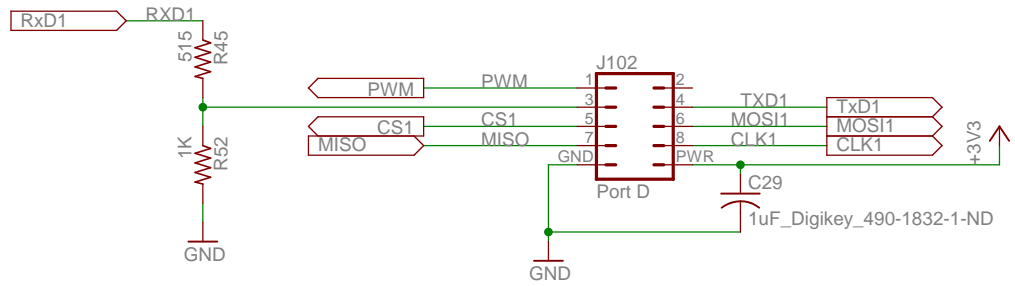 RxD1 RXD1
515
R45
J102
PWM PWM 1 2
3 4 TXD1 TxD1
CS1 CS1 5 6 MOSI1 MOSI1
MISO MISO 7 8 CLK1 CLK1
GND PWR
+3V3
1K
R52
Port D
C29
1uF_Digikey_490-1832-1-ND
GND
GND